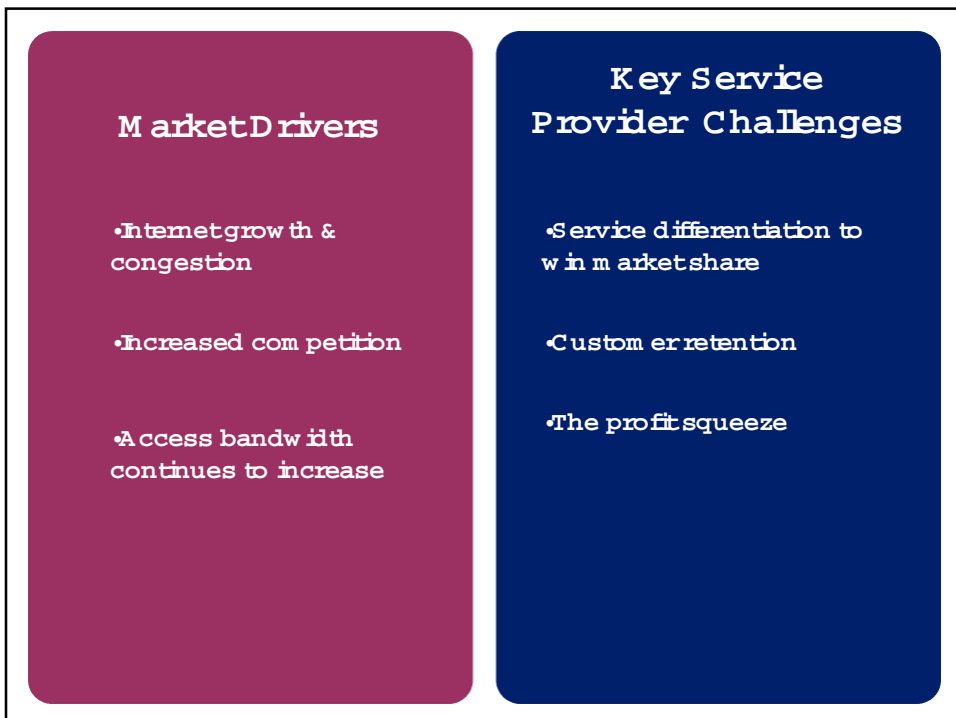 Market Drivers
•Internet growth &
congestion
•Increased competition
•Access bandwidth
continues to increase
Key Service
Provider Challenges
•Service differentiation to
win market share
•Customer retention
•The profit squeeze